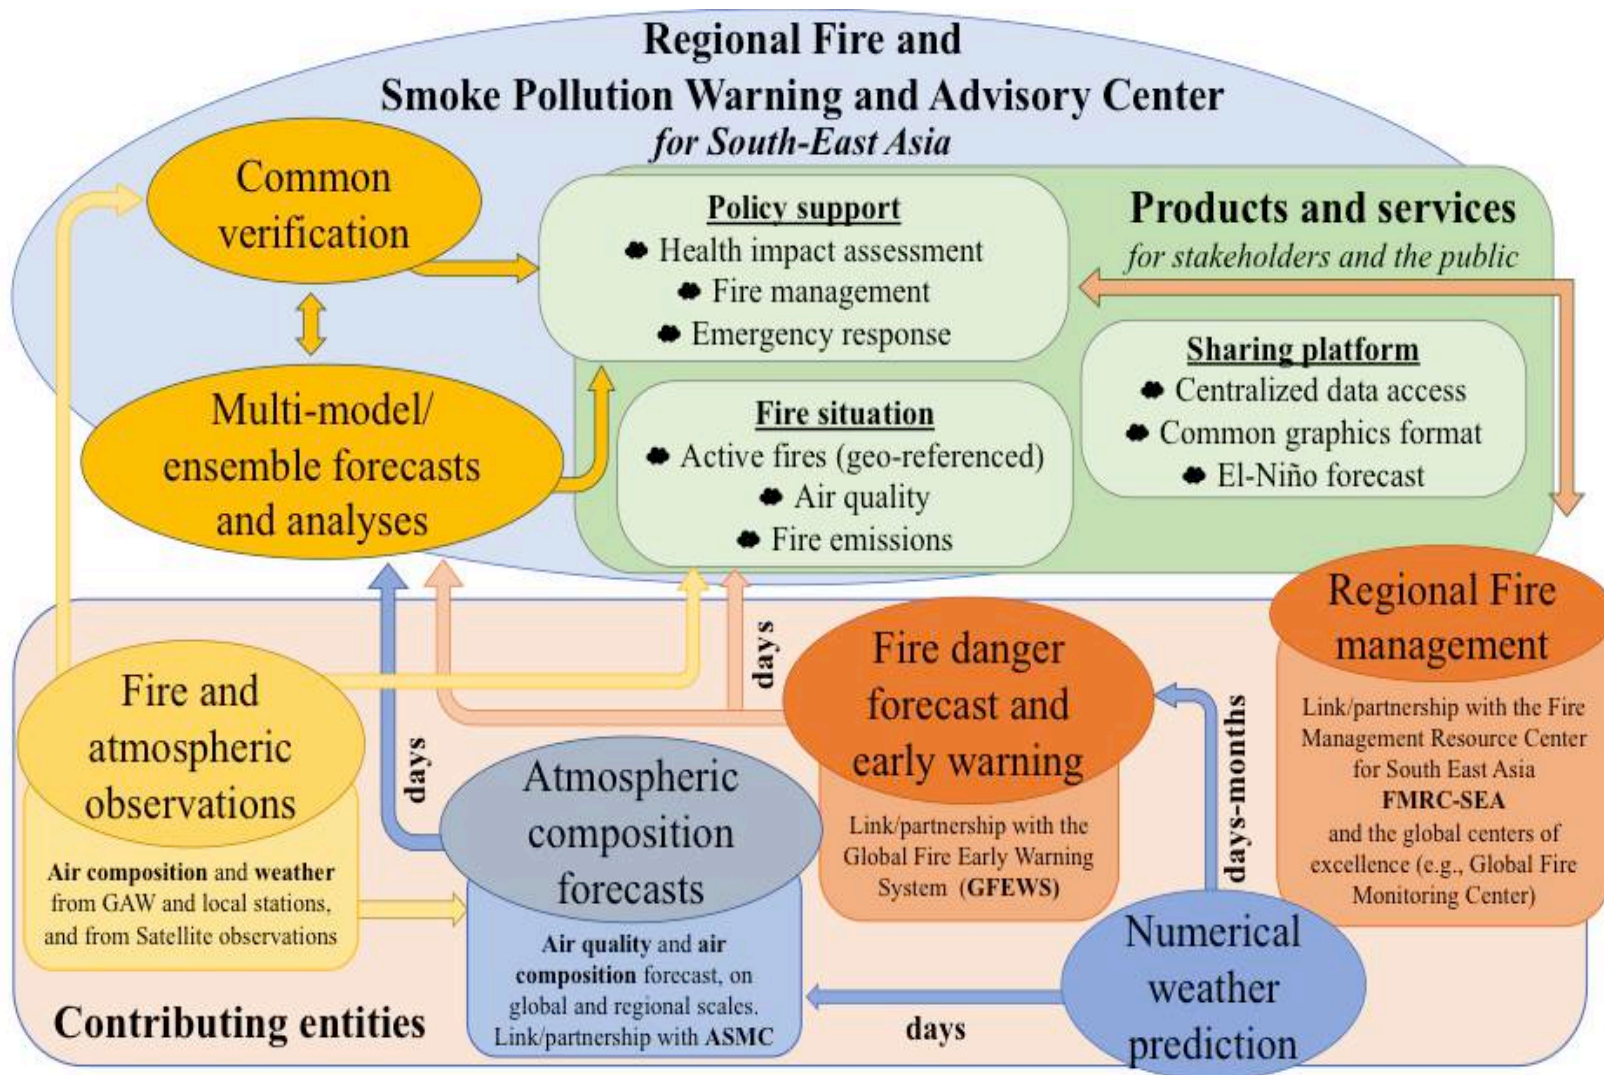 Regional Fire and
Smoke Pollution Warning and Advisory Center
for South-East Asia
Common
verification
Policy support
Health impact assessment
Fire management
Emergency response
Products and services
for stakeholders and the public
Sharing platform
Centralized data access
Common graphics format
El-Niño forecast
Multi-model/
ensemble forecasts
and analyses
Fire situation
Active fires (geo-referenced)
Air quality
Fire emissions
Fire and
atmospheric
observations
Air composition and weather
from GAW and local stations,
and from Satellite observations
days
Atmospheric
composition
forecasts
Air quality and air
composition forecast, on
global and regional scales.
Link/partnership with ASMC
days
Fire danger
forecast and
early warning
Link/partnership with the
Global Fire Early Warning
System (GFEWS)
days-months
Regional Fire
management
Link/partnership with the Fire
Management Resource Center
for South East Asia
FMRC-SEA
and the global centers of
excellence (e.g., Global Fire
Monitoring Center)
Numerical
weather
prediction
days
Contributing entities